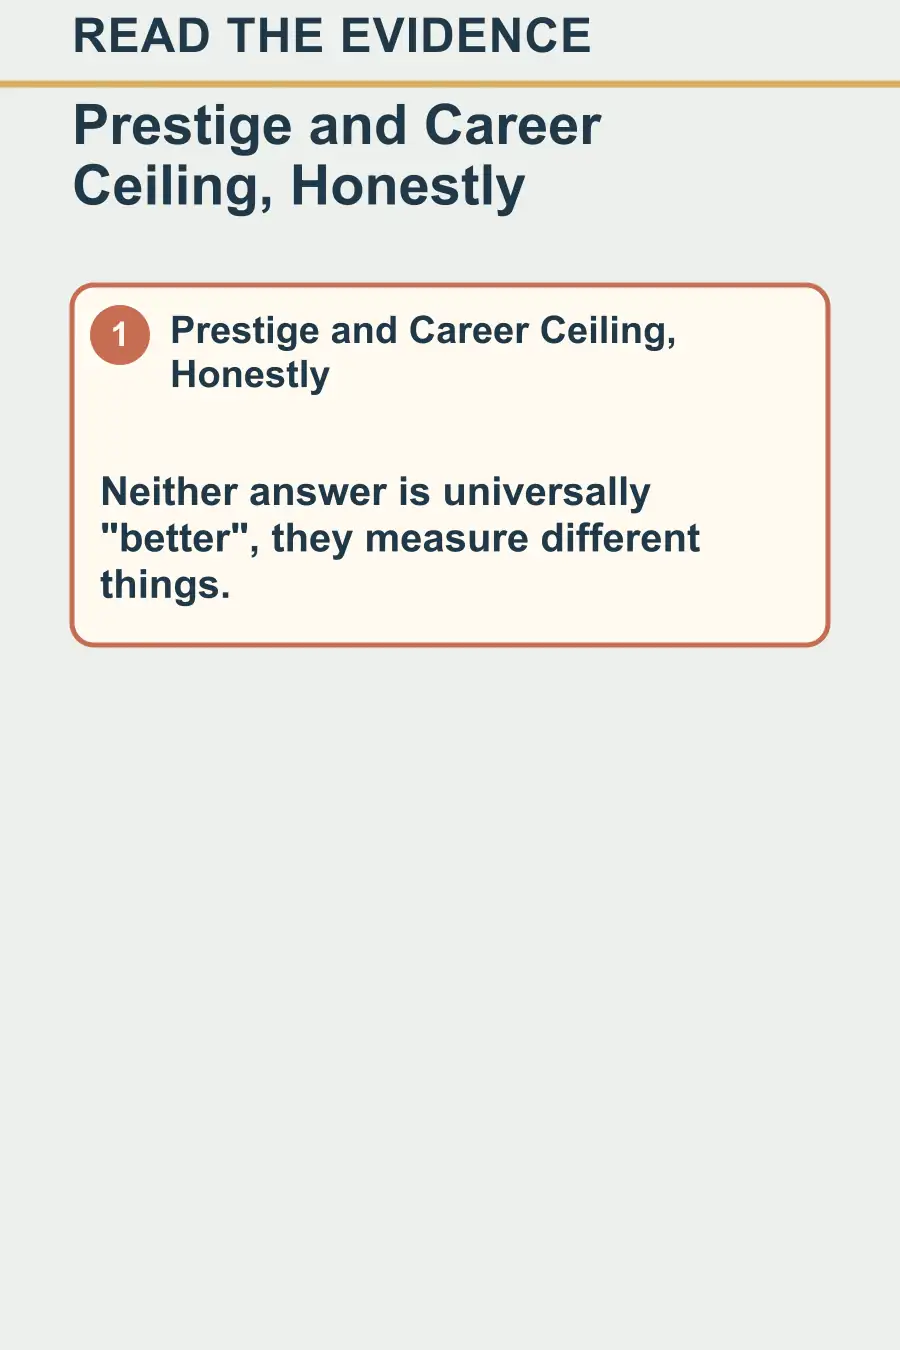 READ THE EVIDENCE
Prestige and Career
Ceiling, Honestly
1
Prestige and Career Ceiling,
Honestly
Neither answer is universally
"better", they measure different
things.